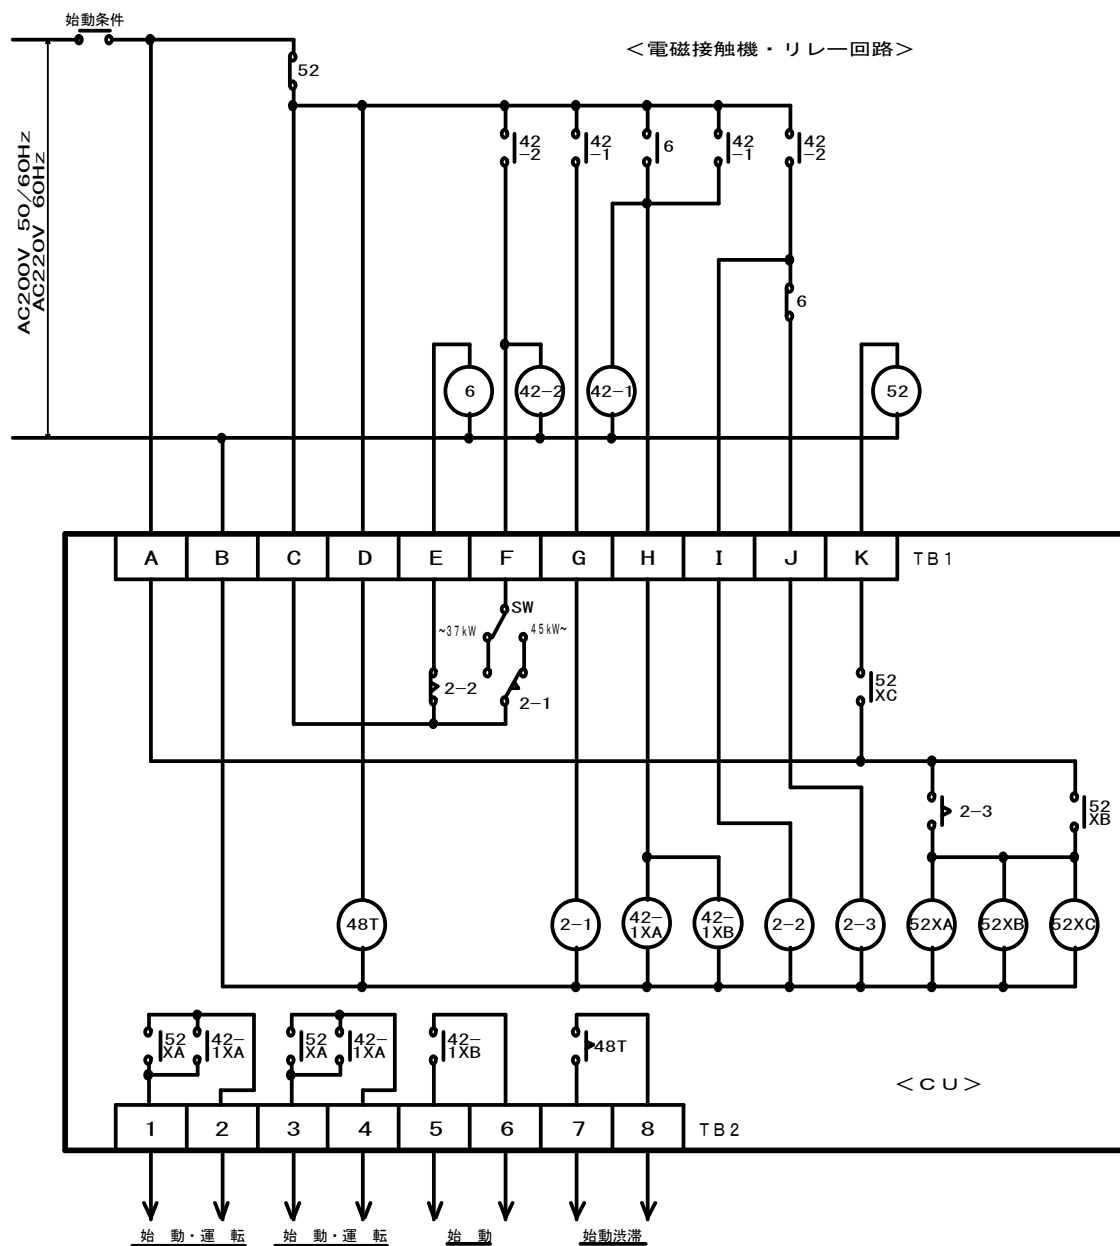 始動条件
＜電磁接触機・リレー回路＞
52
AC200V 50/60Hz
AC220V 60Hz
42
-2
42
-1
6
42
-1
42
-2
6
6
42-2
42-1
52
A
B
C
D
E
F
G
H
I
J
K
TB1
SW
~37kW
45kW~
2-2
2-1
52
XC
2-3
52
XB
48T
2-1
42-
1XA
42-
1XB
2-2
2-3
52XA
52XB
52XC
52
XA
42-
1XA
52
XA
42-
1XA
42-
1XB
48T
＜CU＞
1
2
3
4
5
6
7
8
TB2
始 動・運 転
始 動・運 転
始 動
始動渋滞